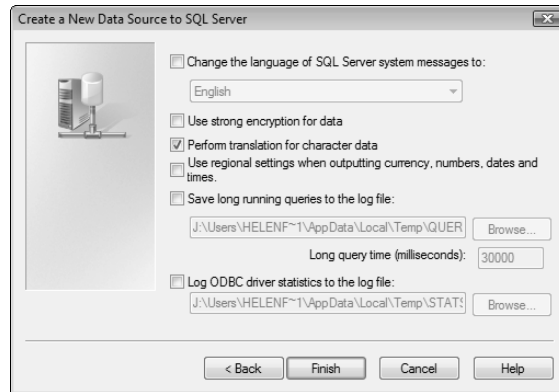 Create a New Data Source to SQL Server
Change the language of SQL Server system messages to:
English
Use strong encryption for data
Perform translation for character data
Use regional settings when outputting currency, numbers, dates and
times.
Save long running queries to the log file:
J:\Users\HELENF~1\AppData\Local\Temp\QUER
Browse...
Long query time (milliseconds):
30000
Log ODBC driver statistics to the log file:
J:\Users\HELENF~1\AppData\Local\Temp\STATS
Browse...
< Back
Finish
Cancel
Help